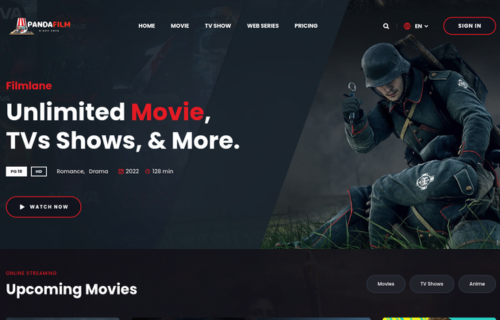 PANDAFILM
HOME
MOVIE
TV SHOW
WEB SERIES
PRICING
EN
SIGN IN
Filmlane
Unlimited Movie,
TVs Shows, & More.
PG 18
HD
Romance, Drama
2022
128 min
WATCH NOW
ONLINE STREAMING
Upcoming Movies
Movies
TV Shows
Anime